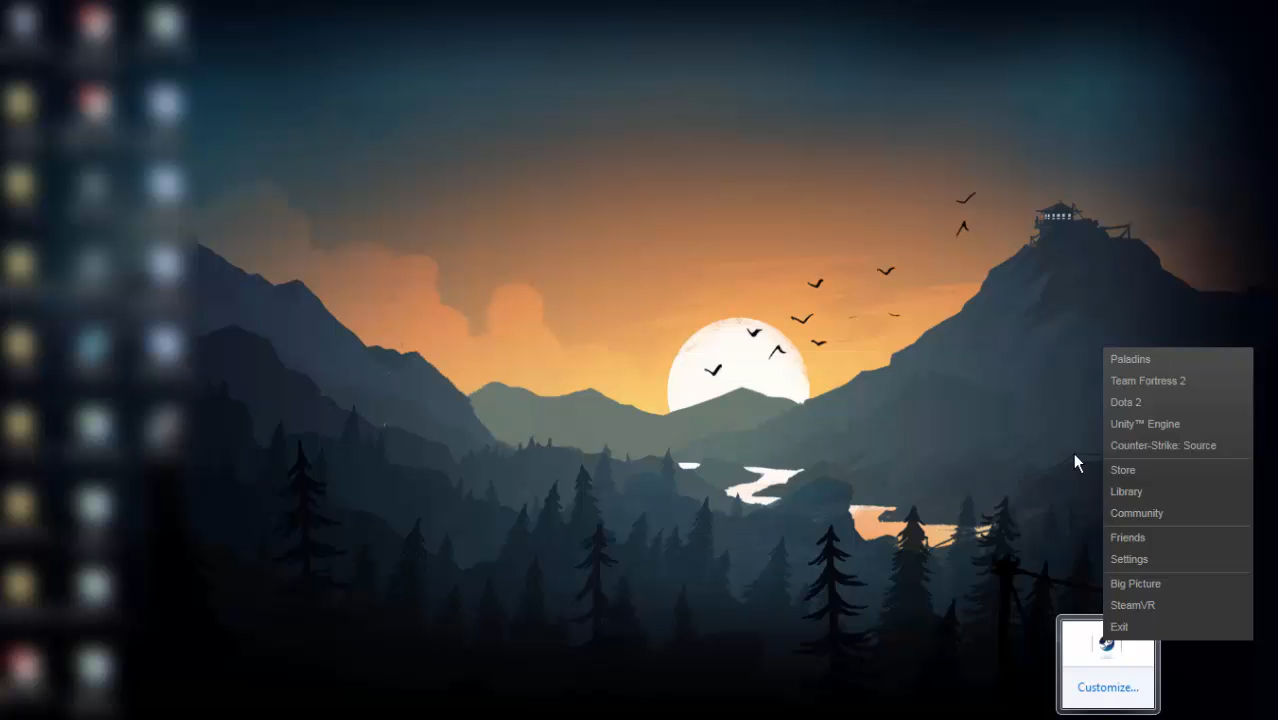 Paladins
Team Fortress 2
Dota 2
Unity™ Engine
Counter-Strike: Source
Store
Library
Community
Friends
Settings
Big Picture
SteamVR
Exit
Customize...